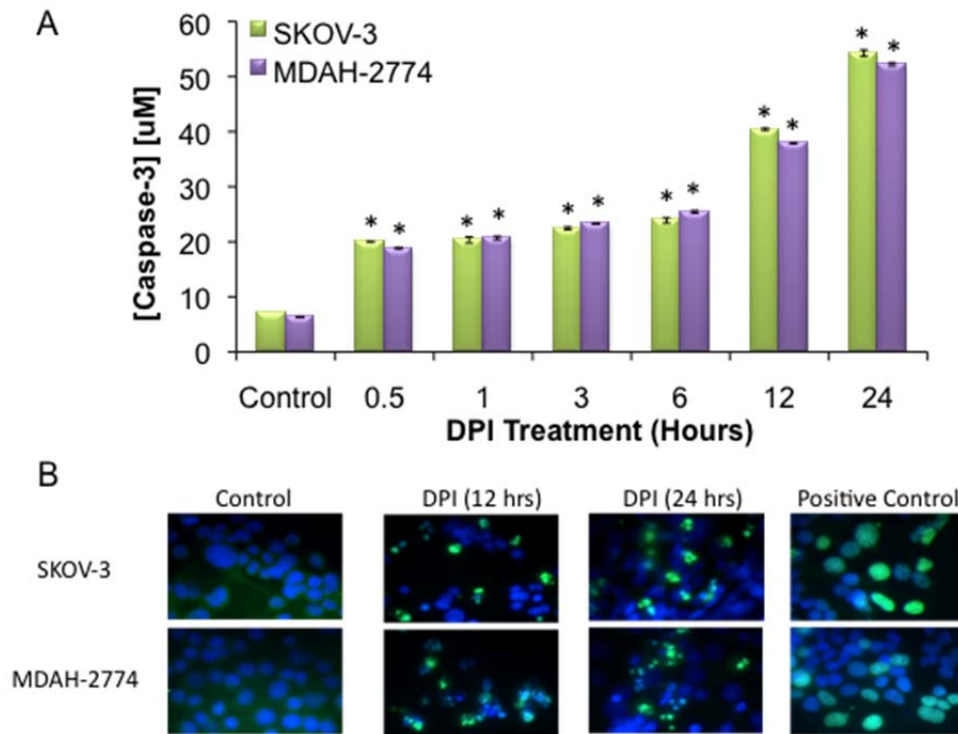 A
SKOV-3
MDAH-2774
[Caspase-3] [uM]
60
50
40
30
20
10
0
* * * * * * * * * * * *
Control 0.5 1 3 6 12 24
DPI Treatment (Hours)
B
Control DPI (12 hrs) DPI (24 hrs) Positive Control
SKOV-3
MDAH-2774